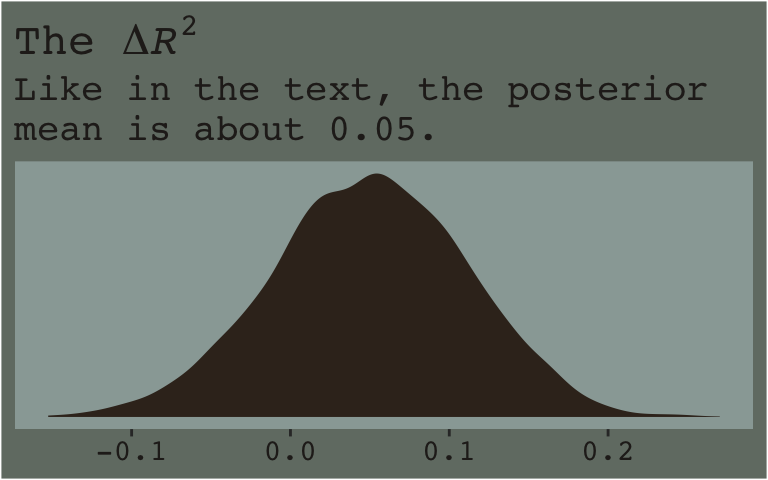 The ΔR²
Like in the text, the posterior
mean is about 0.05.
-0.1 0.0 0.1 0.2